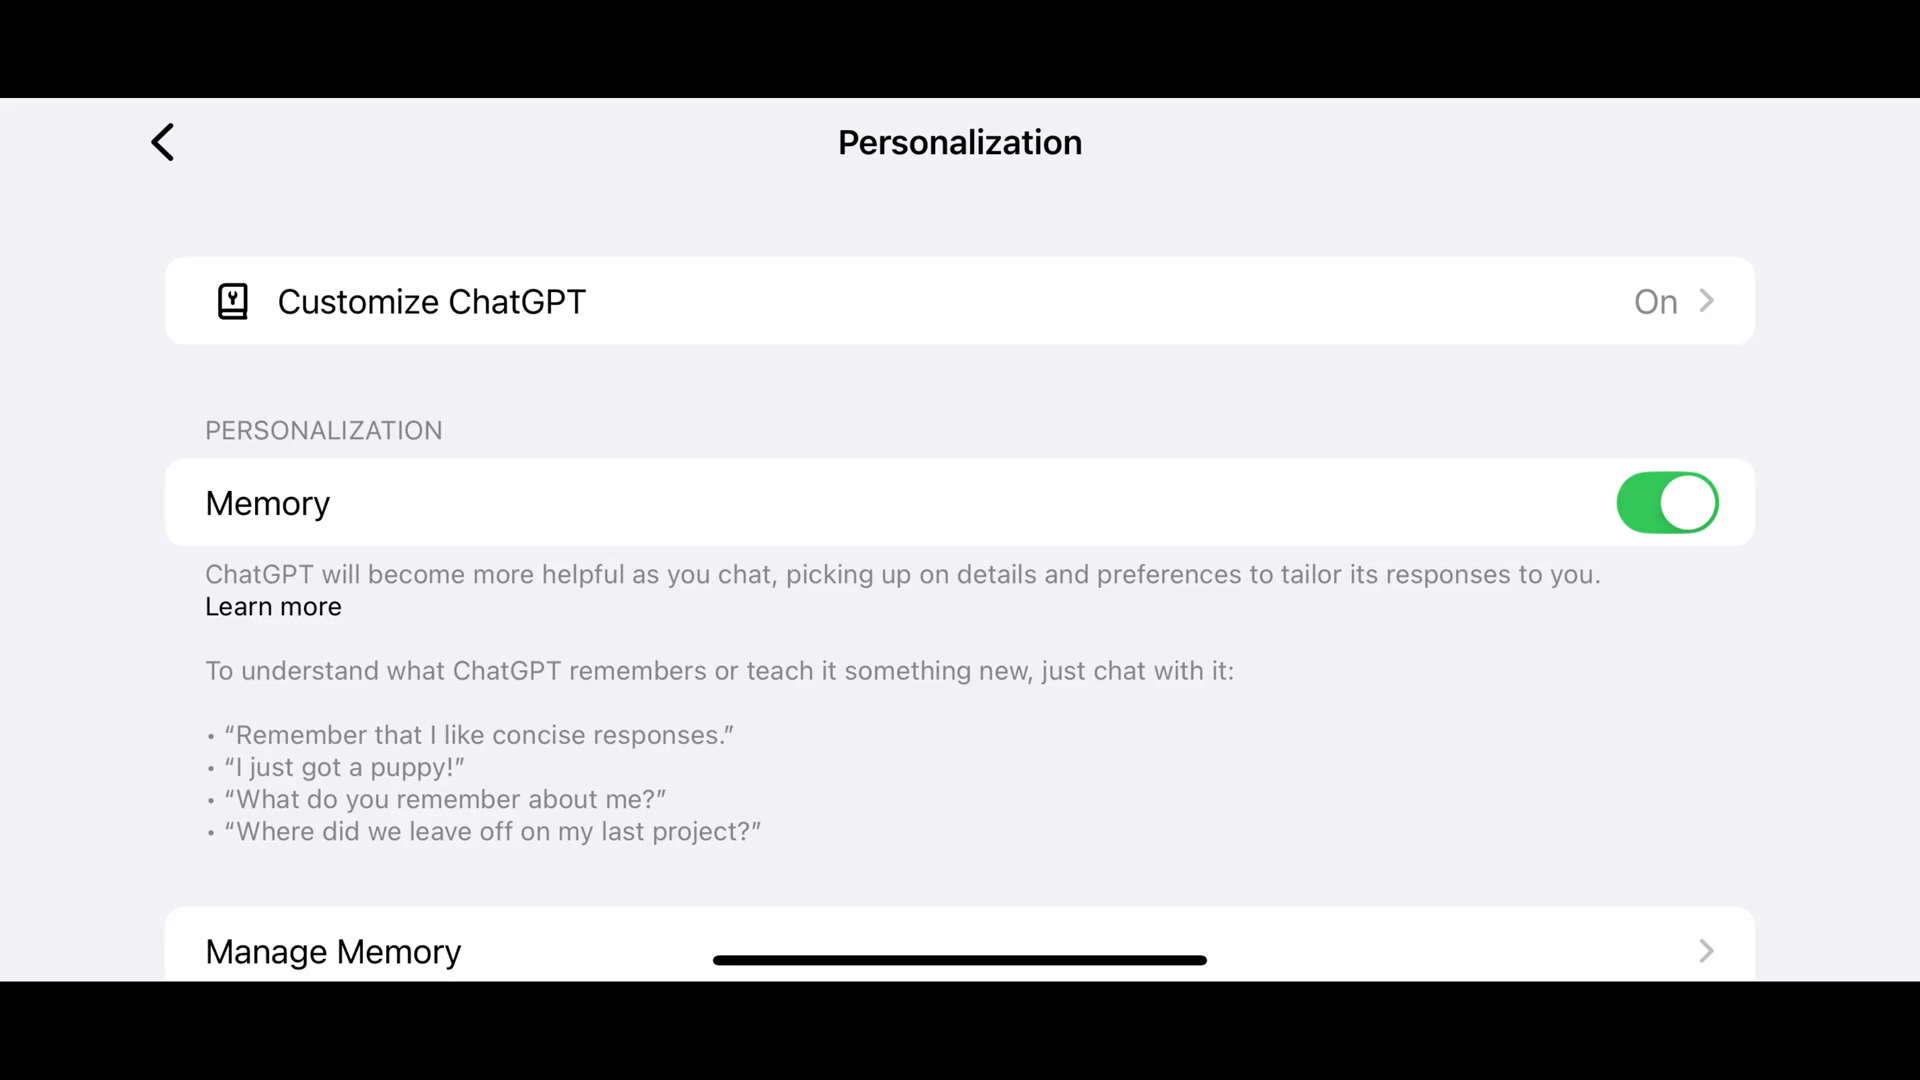 Personalization
Customize ChatGPT On
PERSONALIZATION
Memory
ChatGPT will become more helpful as you chat, picking up on details and preferences to tailor its responses to you.
Learn more
To understand what ChatGPT remembers or teach it something new, just chat with it:
• “Remember that I like concise responses.”
• “I just got a puppy!”
• “What do you remember about me?”
• “Where did we leave off on my last project?”
Manage Memory